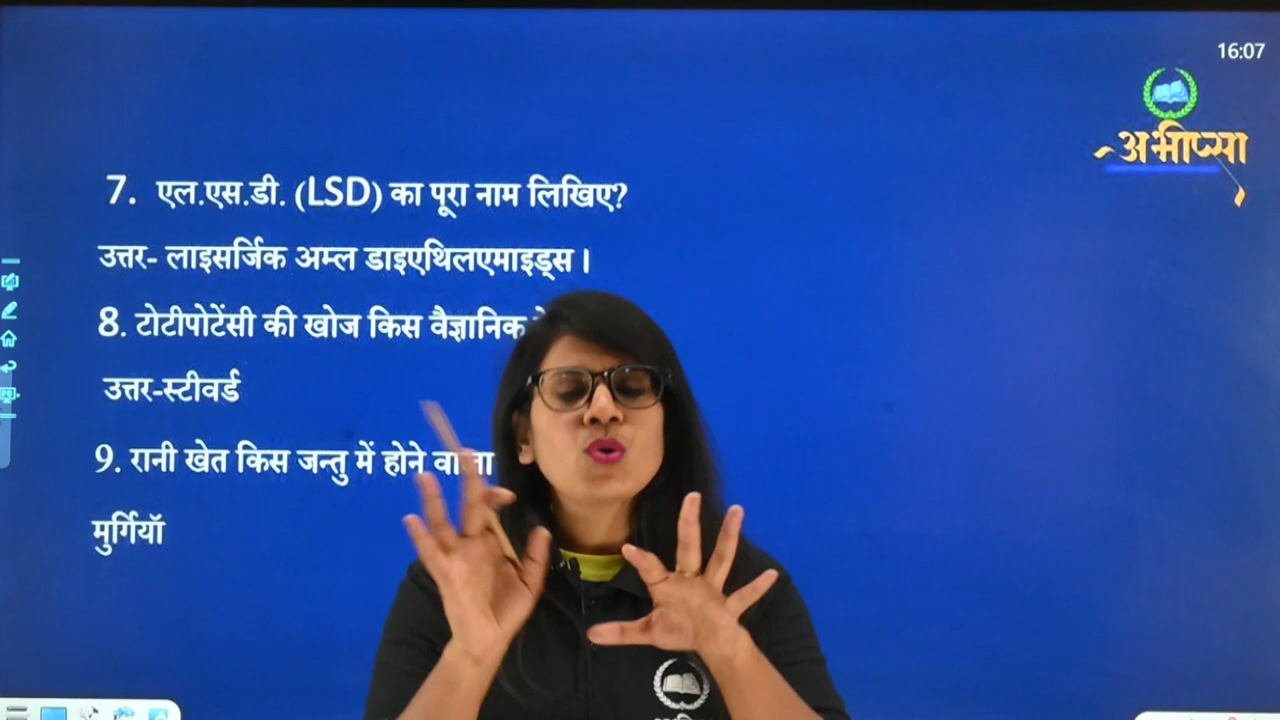 16:07
अभीप्सा
7. एल.एस.डी. (LSD) का पूरा नाम लिखिए?
उत्तर- लाइसर्जिक अम्ल डाइएथिलएमाइड्स।
8. टोटीपोटेंसी की खोज किस वैज्ञानिक
उत्तर-स्टीवर्ड
9. रानी खेत किस जन्तु में होने वाला
मुर्गियॉ